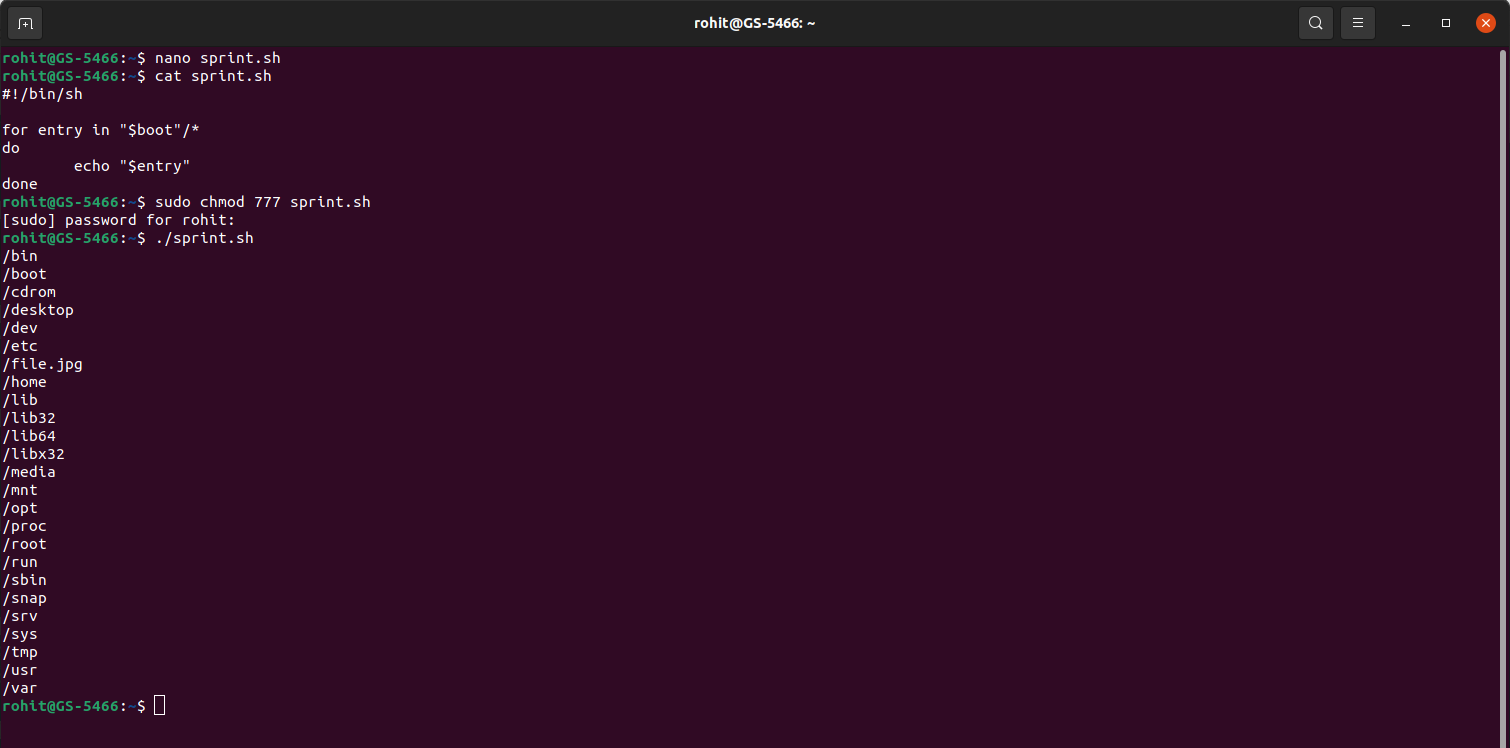 rohit@GS-5466: ~
rohit@GS-5466:~$ nano sprint.sh
rohit@GS-5466:~$ cat sprint.sh
#!/bin/sh
for entry in "$boot"/*
do
        echo "$entry"
done
rohit@GS-5466:~$ sudo chmod 777 sprint.sh
[sudo] password for rohit:
rohit@GS-5466:~$ ./sprint.sh
/bin
/boot
/cdrom
/desktop
/dev
/etc
/file.jpg
/home
/lib
/lib32
/lib64
/libx32
/media
/mnt
/opt
/proc
/root
/run
/sbin
/snap
/srv
/sys
/tmp
/usr
/var
rohit@GS-5466:~$